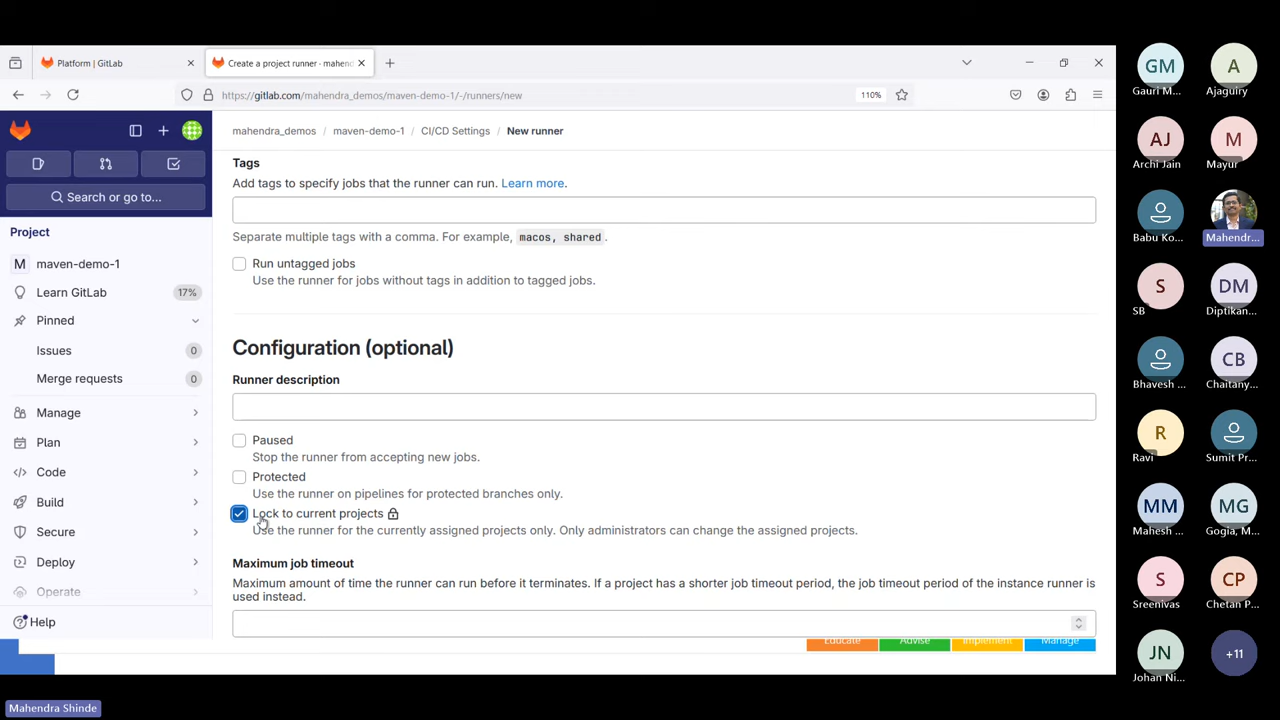 Platform | GitLab
Create a project runner - mahend
https://gitlab.com/mahendra_demos/maven-demo-1/-/runners/new
110%
mahendra_demos / maven-demo-1 / CI/CD Settings / New runner
Search or go to...
Project
M maven-demo-1
Learn GitLab 17%
Pinned
Issues 0
Merge requests 0
Manage
Plan
Code
Build
Secure
Deploy
Operate
Help
Tags
Add tags to specify jobs that the runner can run. Learn more.
Separate multiple tags with a comma. For example, macos, shared .
Run untagged jobs
Use the runner for jobs without tags in addition to tagged jobs.
Configuration (optional)
Runner description
Paused
Stop the runner from accepting new jobs.
Protected
Use the runner on pipelines for protected branches only.
Lock to current projects
Use the runner for the currently assigned projects only. Only administrators can change the assigned projects.
Maximum job timeout
Maximum amount of time the runner can run before it terminates. If a project has a shorter job timeout period, the job timeout period of the instance runner is
used instead.
Educate Advise Implement Manage
GM
Gauri M...
A
Ajaguiry
AJ
Archi Jain
M
Mayur
Babu Ko...
Mahendr...
S
SB
DM
Diptikan...
Bhavesh ...
CB
Chaitany...
R
Ravi
Sumit Pr...
MM
Mahesh ...
MG
Gogia, M...
S
Sreenivas
CP
Chetan P...
JN
Johan Ni...
+11
Mahendra Shinde